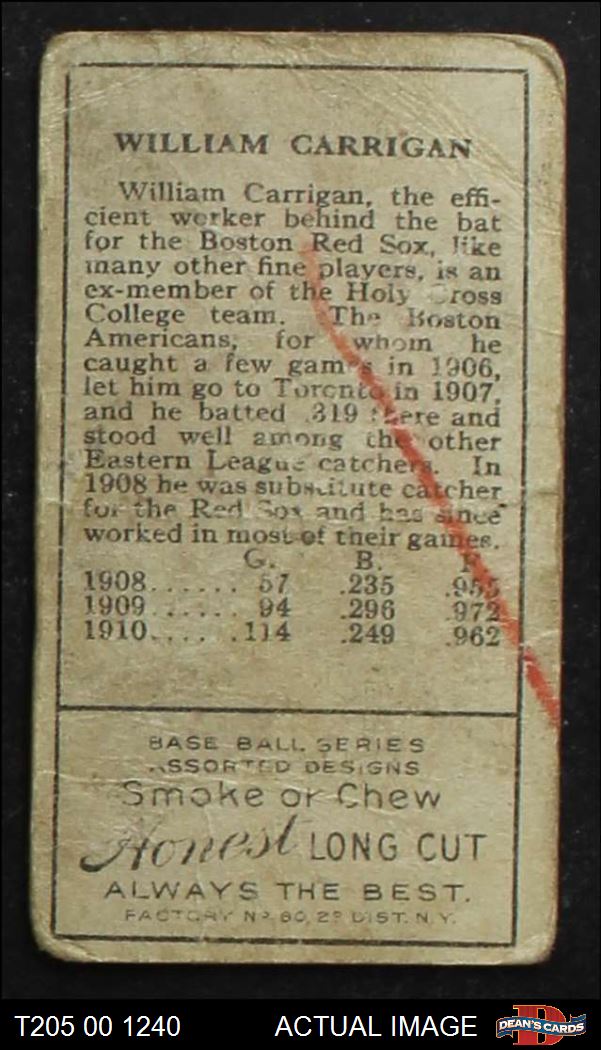 WILLIAM CARRIGAN
William Carrigan, the effi-
cient worker behind the bat
for the Boston Red Sox, like
many other fine players, is an
ex-member of the Holy Cross
College team. The Boston
Americans, for whom he
caught a few games in 1906,
let him go to Toronto in 1907,
and he batted .319 there and
stood well among the other
Eastern League catchers. In
1908 he was substitute catcher
for the Red Sox and has since
worked in most of their games.
G. B. F.
1908....... 57 .235 .955
1909....... 94 .296 .972
1910.......114 .249 .962
BASE BALL SERIES
ASSORTED DESIGNS
Smoke or Chew
Honest LONG CUT
ALWAYS THE BEST.
FACTORY Nº 60, 2º DIST. N.Y.
T205 00 1240 ACTUAL IMAGE D DEAN'S CARDS